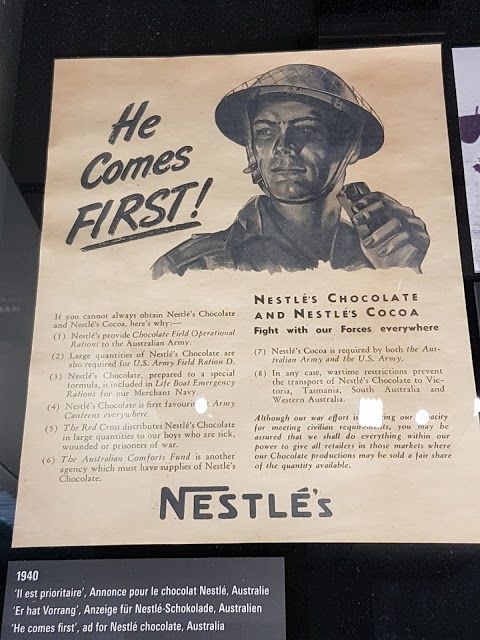 He
Comes
FIRST!
If you cannot always obtain Nestlé's Chocolate
and Nestlé's Cocoa, here's why:—
(1) Nestlé's provide Chocolate Field Operational
Rations to the Australian Army.
(2) Large quantities of Nestlé's Chocolate are
also required for U.S. Army Field Ration D.
(3) Nestlé's Chocolate, prepared to a special
formula, is included in Life Boat Emergency
Rations for our Merchant Navy.
(4) Nestlé's Chocolate is first favourite Army
Canteens everywhere.
(5) The Red Cross distributes Nestlé's Chocolate
in large quantities to our boys who are sick,
wounded or prisoners of war.
(6) The Australian Comforts Fund is another
agency which must have supplies of Nestlé's
Chocolate.
NESTLÉ'S CHOCOLATE
AND NESTLÉ'S COCOA
Fight with our Forces everywhere
(7) Nestlé's Cocoa is required by both the Aus-
tralian Army and the U.S. Army.
(8) In any case, wartime restrictions prevent
the transport of Nestlé's Chocolate to Vic-
toria, Tasmania, South Australia and
Western Australia.
Although our war effort is our capacity
for meeting civilian requirements, you may be
assured that we shall do everything within our
power to give all retailers in those markets where
our Chocolate productions may be sold a fair share
of the quantity available.
NESTLÉ'S
1940
'Il est prioritaire', Annonce pour le chocolat Nestlé, Australie
'Er hat Vorrang', Anzeige für Nestlé-Schokolade, Australien
'He comes first', ad for Nestlé chocolate, Australia